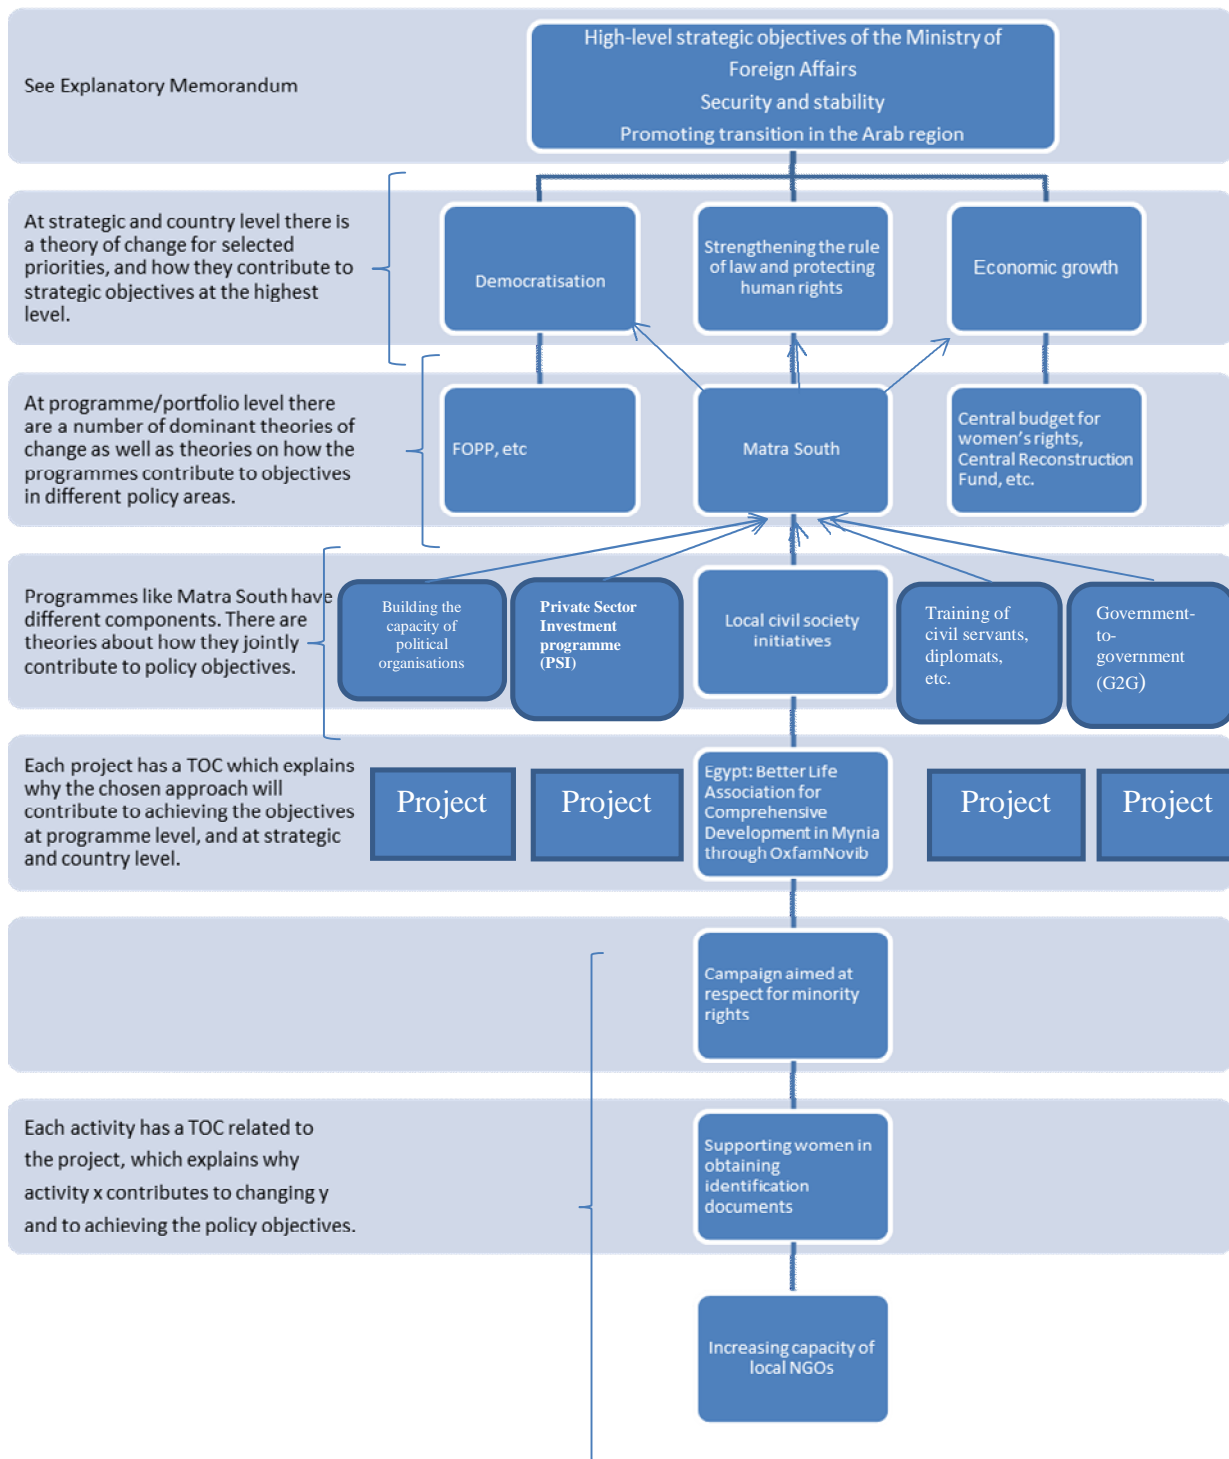 High-level strategic objectives of the Ministry of
Foreign Affairs
Security and stability
Promoting transition in the Arab region
See Explanatory Memorandum
At strategic and country level there is
a theory of change for selected
priorities, and how they contribute to
strategic objectives at the highest
level.
Democratisation
Strengthening the rule
of law and protecting
human rights
Economic growth
At programme/portfolio level there
are a number of dominant theories of
change as well as theories on how the
programmes contribute to objectives
in different policy areas.
FOPP, etc
Matra South
Central budget for
women's rights,
Central Reconstruction
Fund, etc.
Programmes like Matra South have
different components. There are
theories about how they jointly
contribute to policy objectives.
Building the
capacity of
political
organisations
Private Sector
Investment
programme
(PSI)
Local civil society
initiatives
Training of
civil servants,
diplomats,
etc.
Government-
to-
government
(G2G)
Each project has a TOC which explains
why the chosen approach will
contribute to achieving the objectives
at programme level, and at strategic
and country level.
Project
Project
Egypt: Better Life
Association for
Comprehensive
Development in Mynia
through OxfamNovib
Project
Project
Campaign aimed at
respect for minority
rights
Each activity has a TOC related to
the project, which explains why
activity x contributes to changing y
and to achieving the policy objectives.
Supporting women in
obtaining
identification
documents
Increasing capacity of
local NGOs